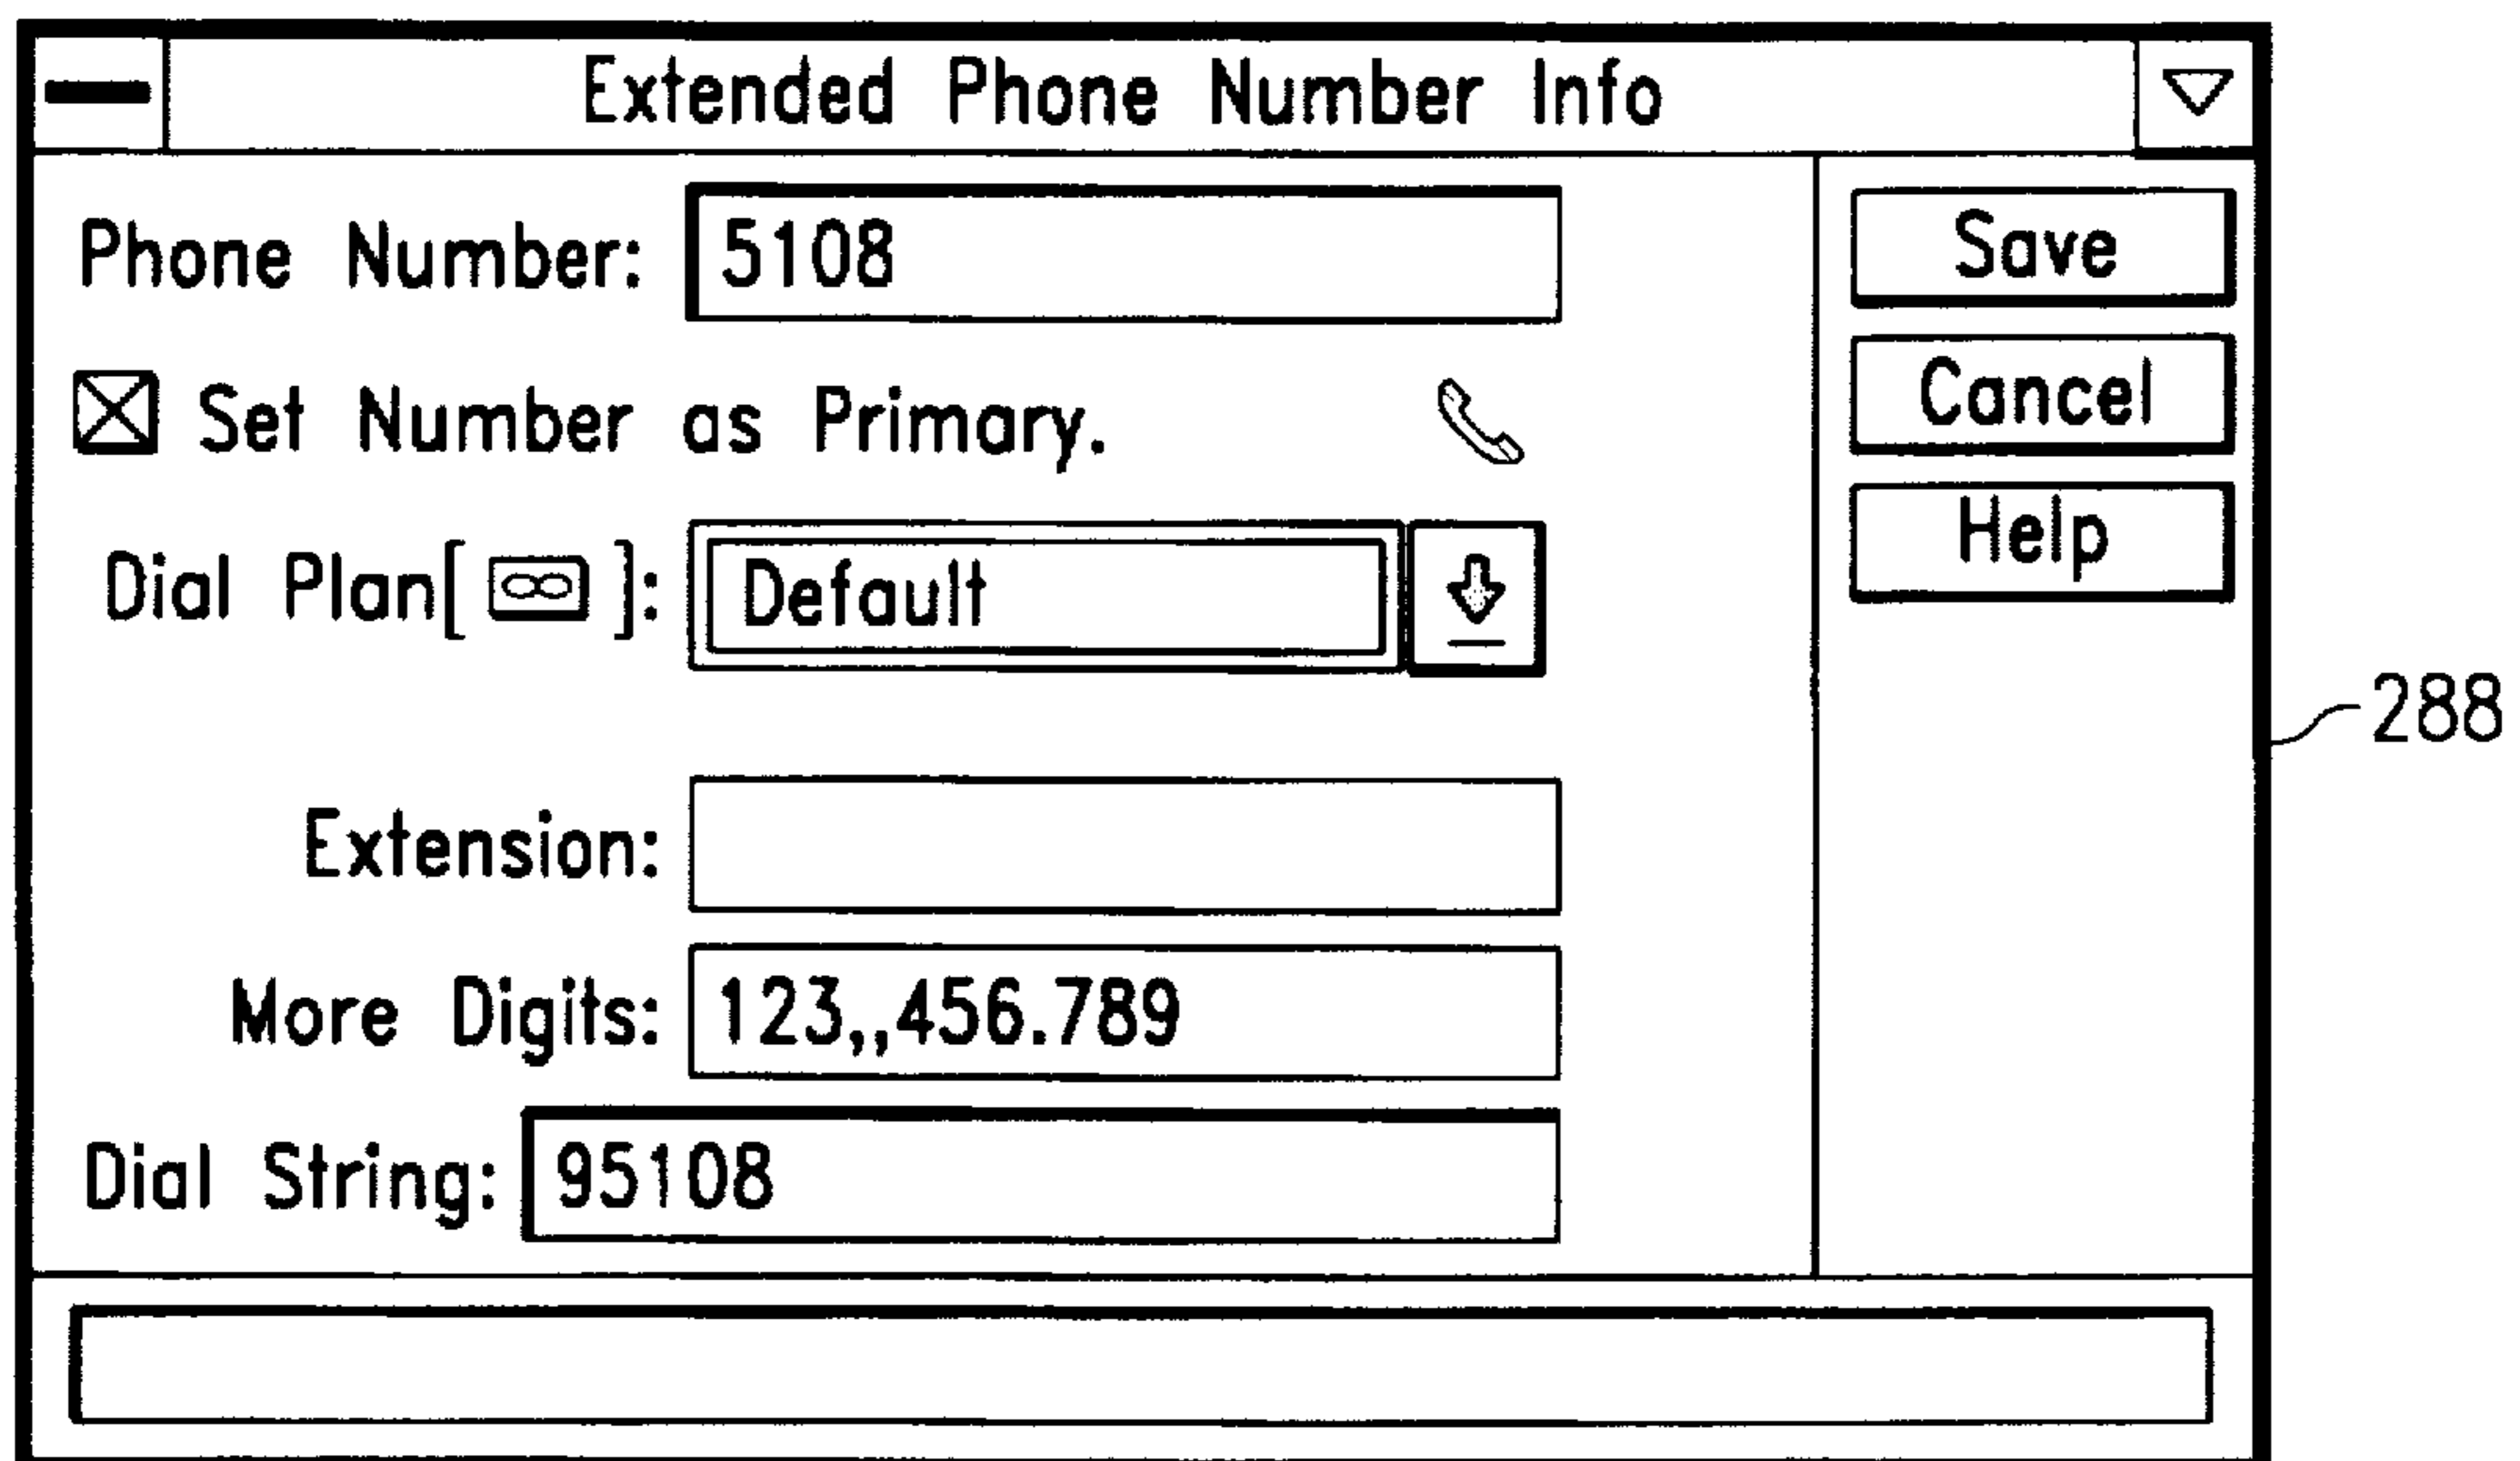 Extended Phone Number Info
Phone Number: 5108
Save
Set Number as Primary.
Cancel
Dial Plan[ ]: Default
Help
288
Extension:
More Digits: 123,,456.789
Dial String: 95108